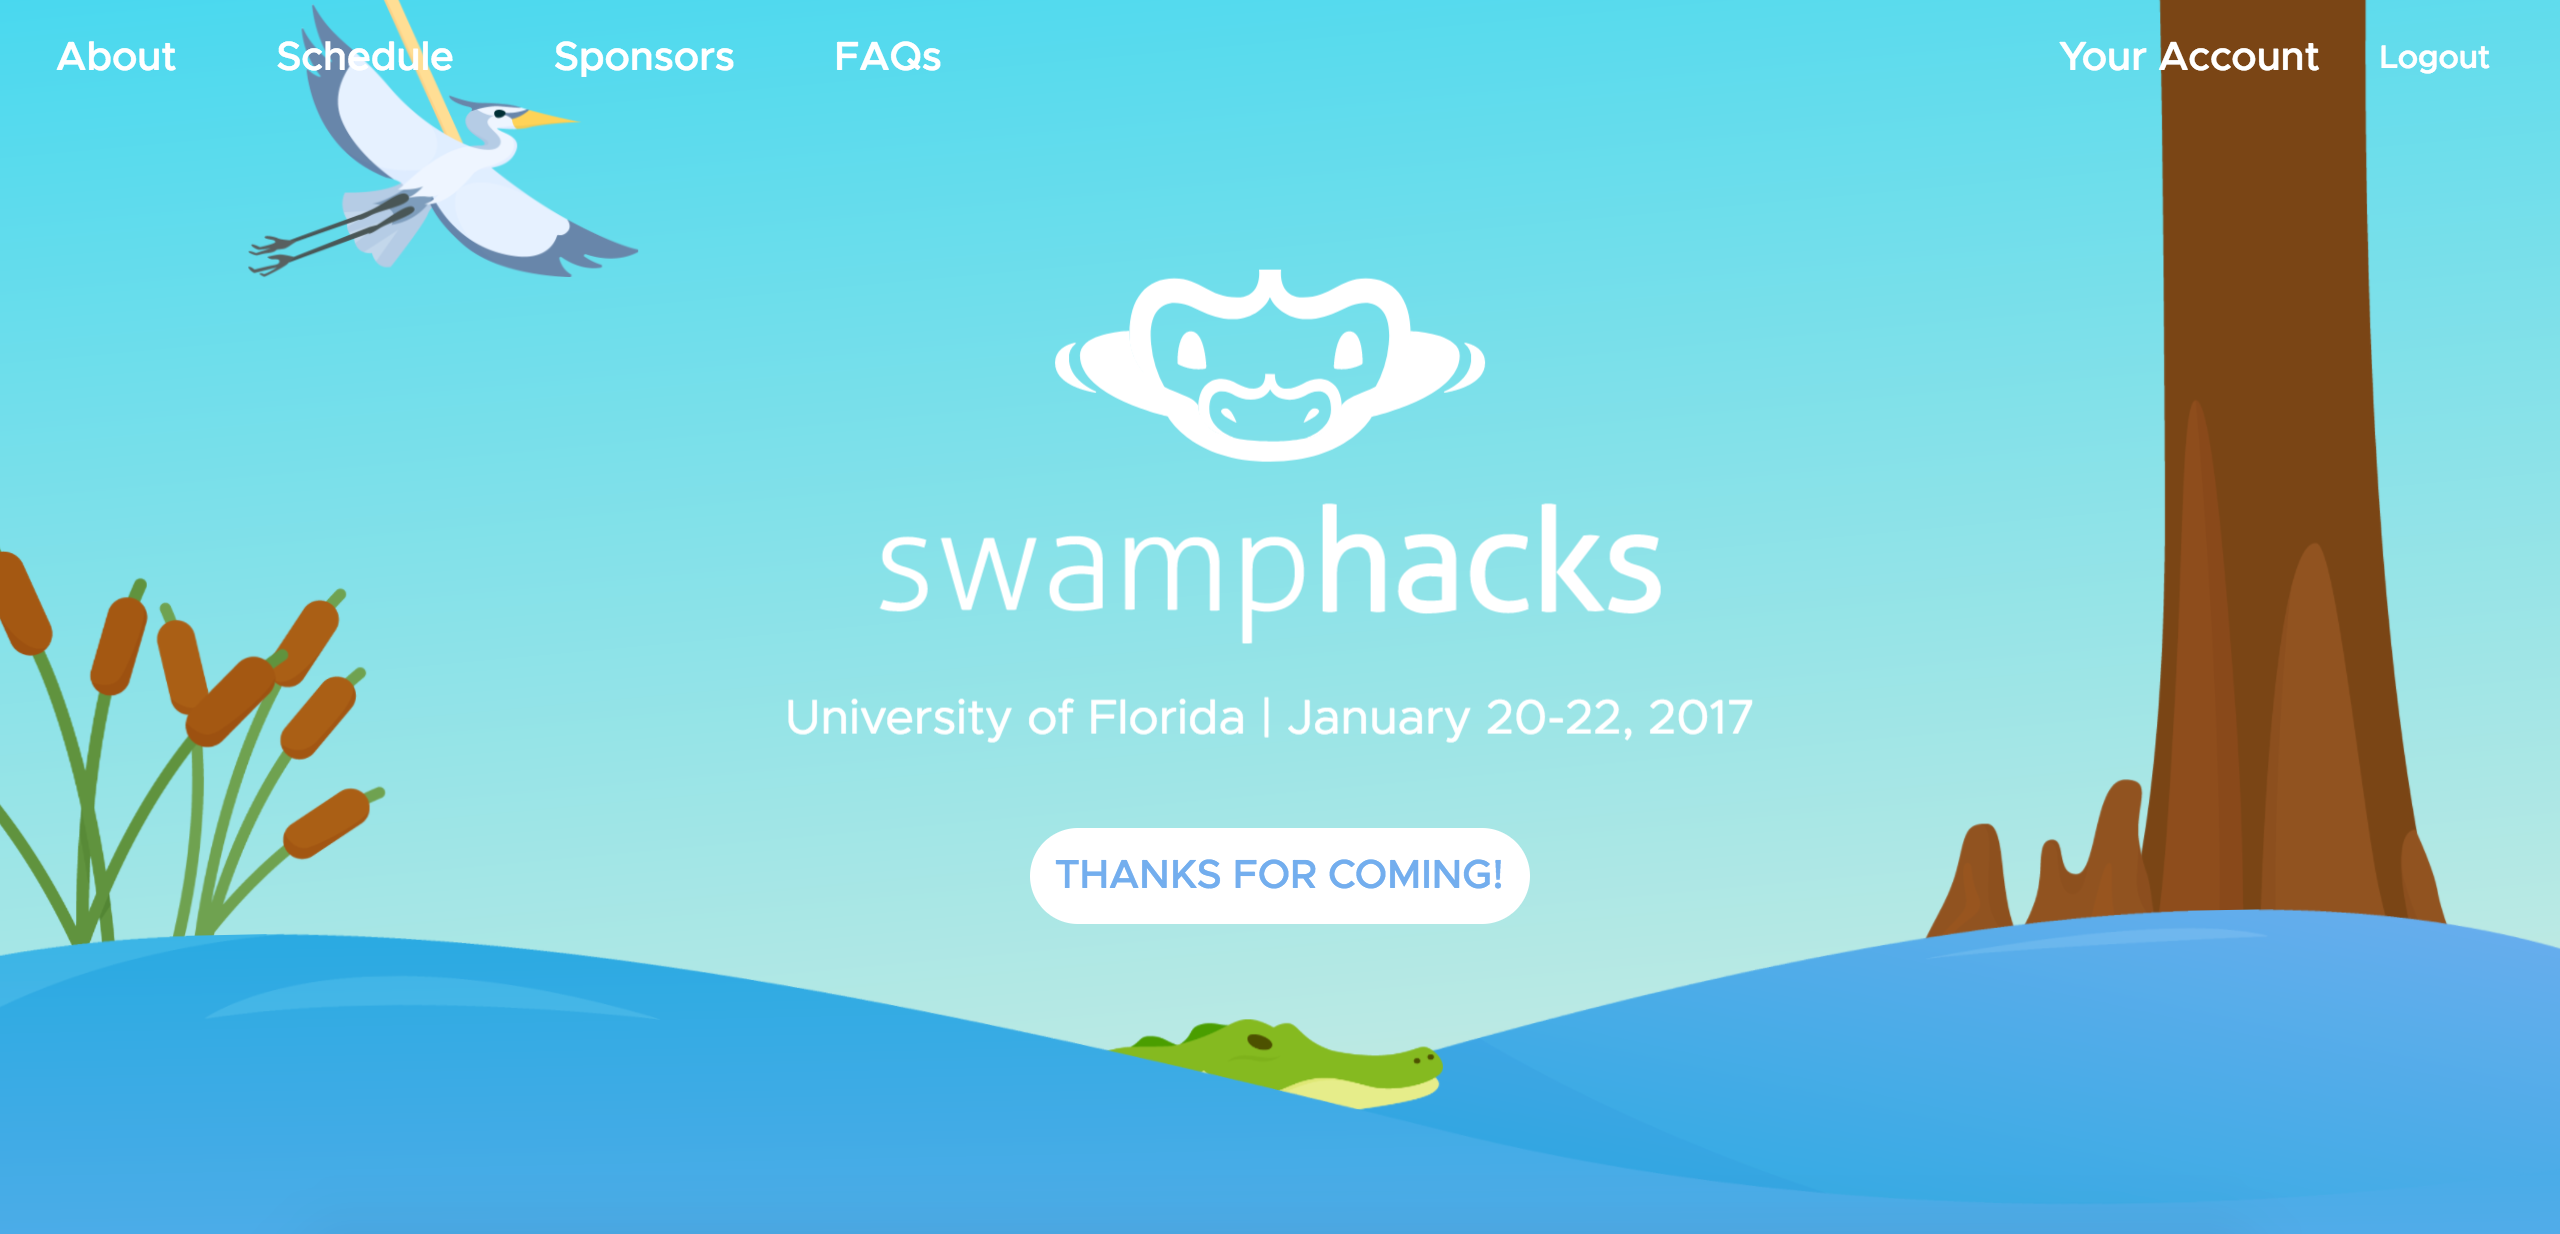 About Schedule Sponsors FAQs Your Account Logout
swamphacks
University of Florida | January 20-22, 2017
THANKS FOR COMING!